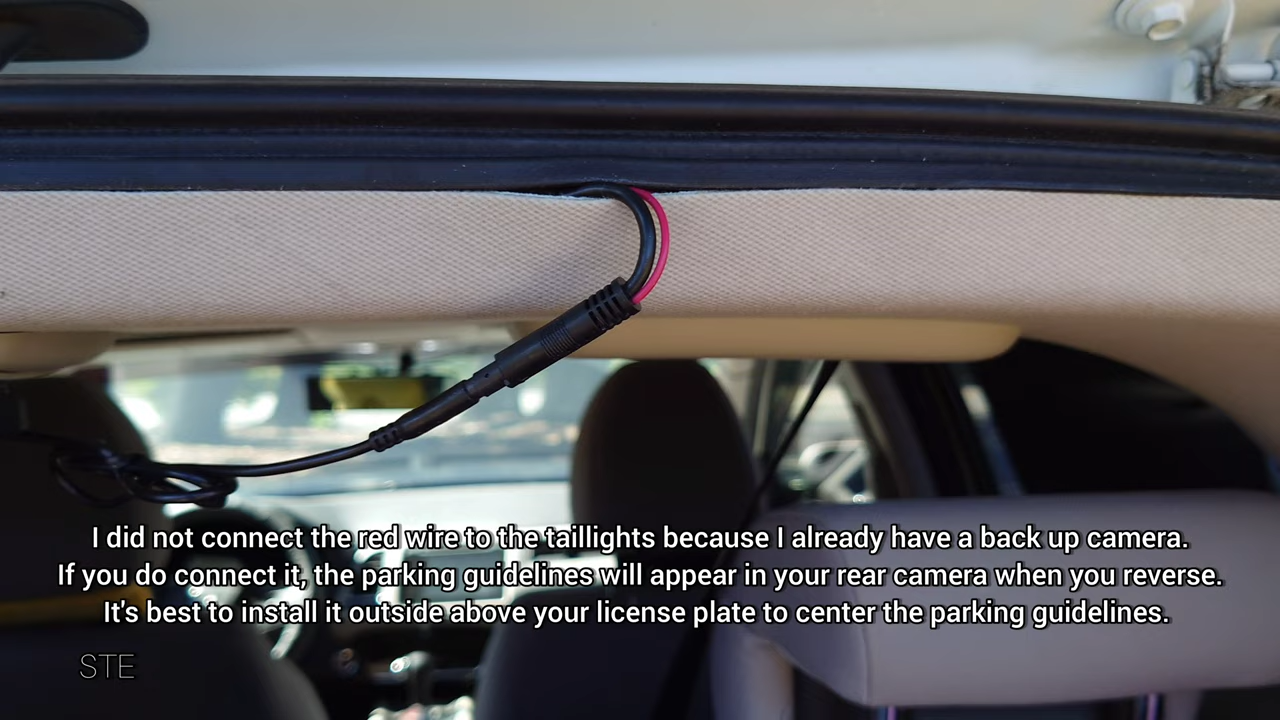 I did not connect the red wire to the taillights because I already have a back up camera.
If you do connect it, the parking guidelines will appear in your rear camera when you reverse.
It's best to install it outside above your license plate to center the parking guidelines.
STE